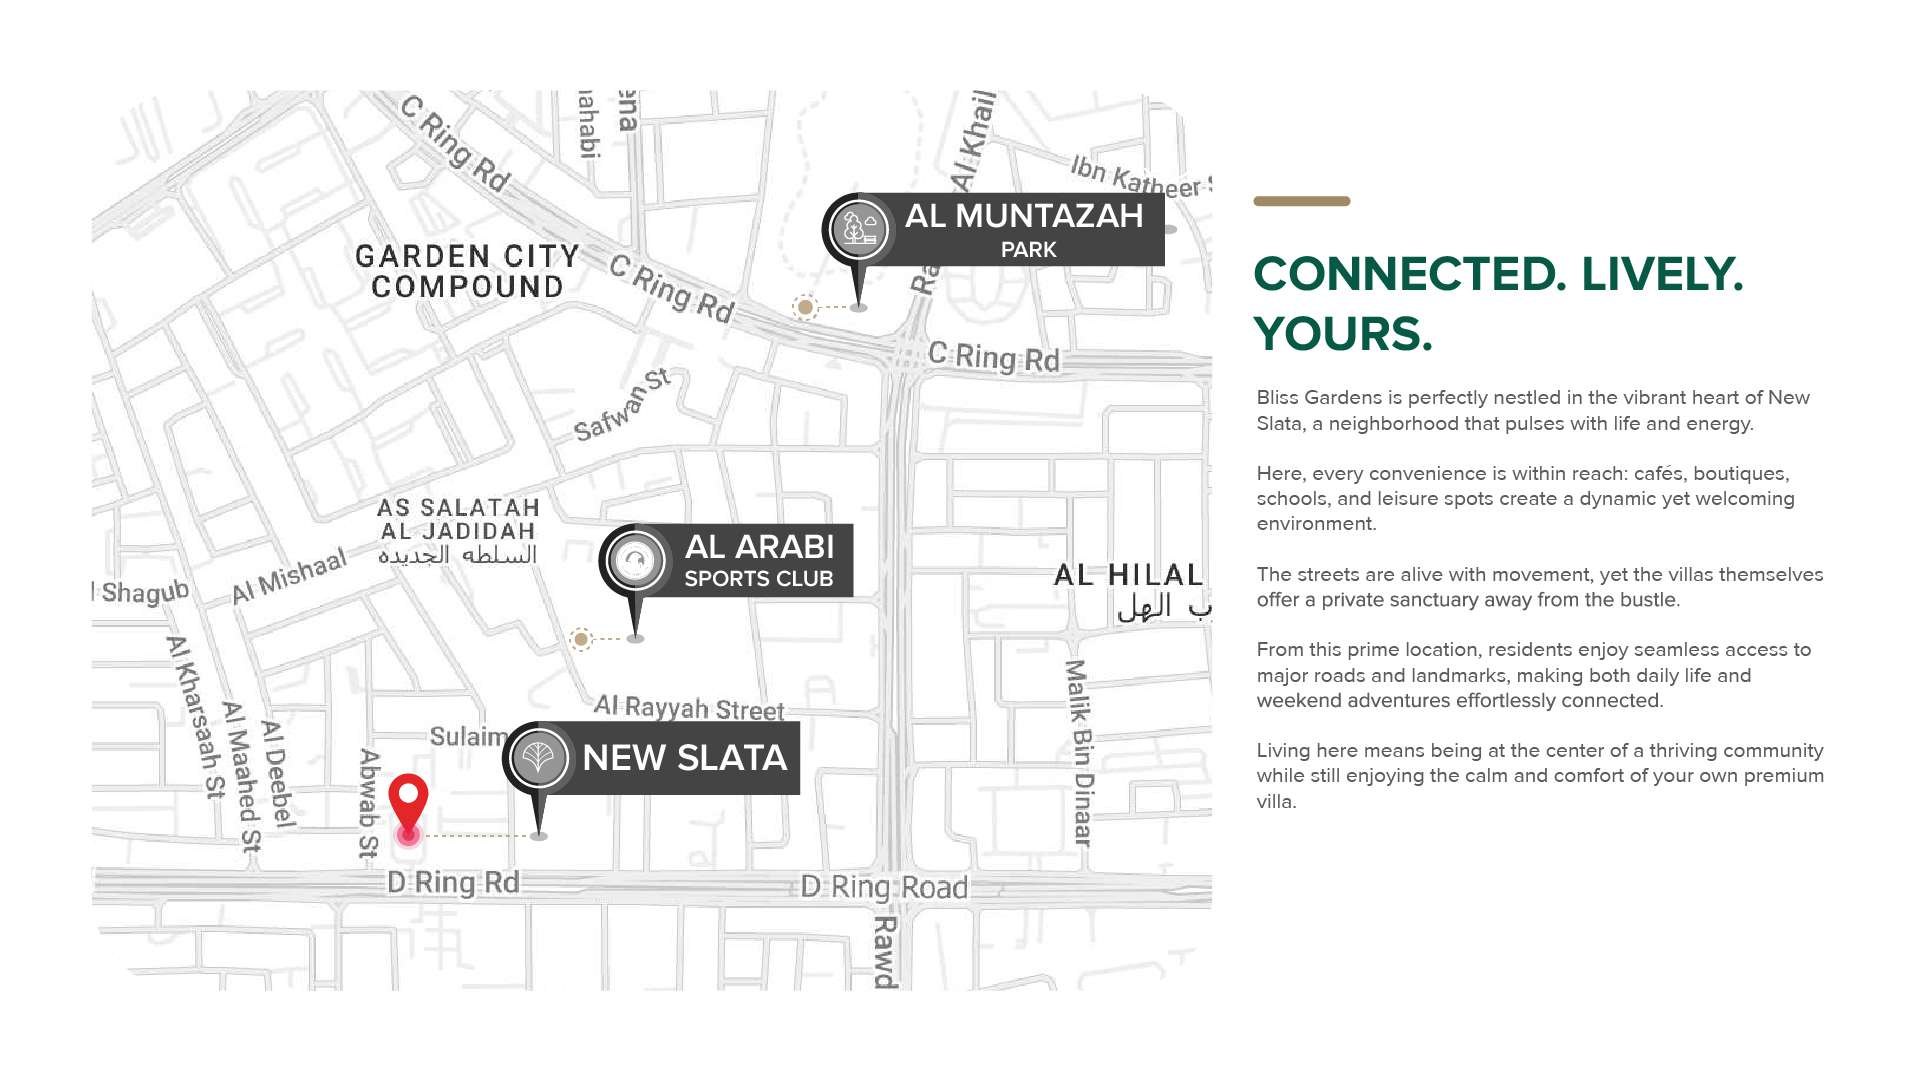 C Ring Rd
ahabi
ena
Al Khail
Ibn Katheer
AL MUNTAZAH
PARK
GARDEN CITY
COMPOUND
C Ring Rd
Ra
C Ring Rd
Safwan St
AS SALATAH
AL JADIDAH
السلطه الجديده
AL ARABI
SPORTS CLUB
Al Mishaal
l Shagub
AL HILAL
ب الهل
Al Kharsaah St
Al Maahed St
Al Deebel
Abwab St
Al Rayyah Street
Sulaim
NEW SLATA
Malik Bin Dinaar
D Ring Rd
D Ring Road
Rawd
CONNECTED. LIVELY.
YOURS.
Bliss Gardens is perfectly nestled in the vibrant heart of New
Slata, a neighborhood that pulses with life and energy.
Here, every convenience is within reach: cafés, boutiques,
schools, and leisure spots create a dynamic yet welcoming
environment.
The streets are alive with movement, yet the villas themselves
offer a private sanctuary away from the bustle.
From this prime location, residents enjoy seamless access to
major roads and landmarks, making both daily life and
weekend adventures effortlessly connected.
Living here means being at the center of a thriving community
while still enjoying the calm and comfort of your own premium
villa.